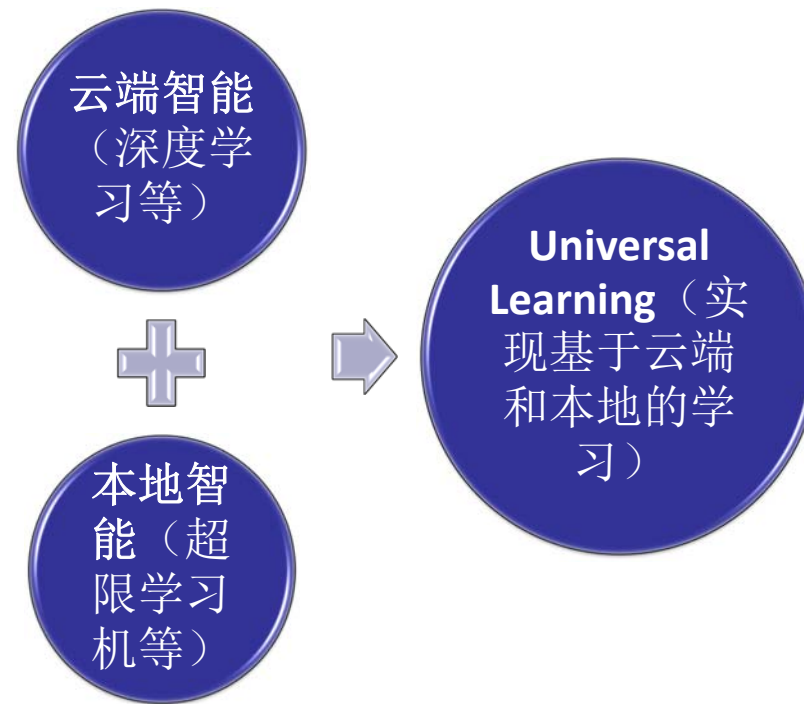 云端智能
（深度学
习等）
本地智
能（超
限学习
机等）
Universal
Learning（实
现基于云端
和本地的学
习）